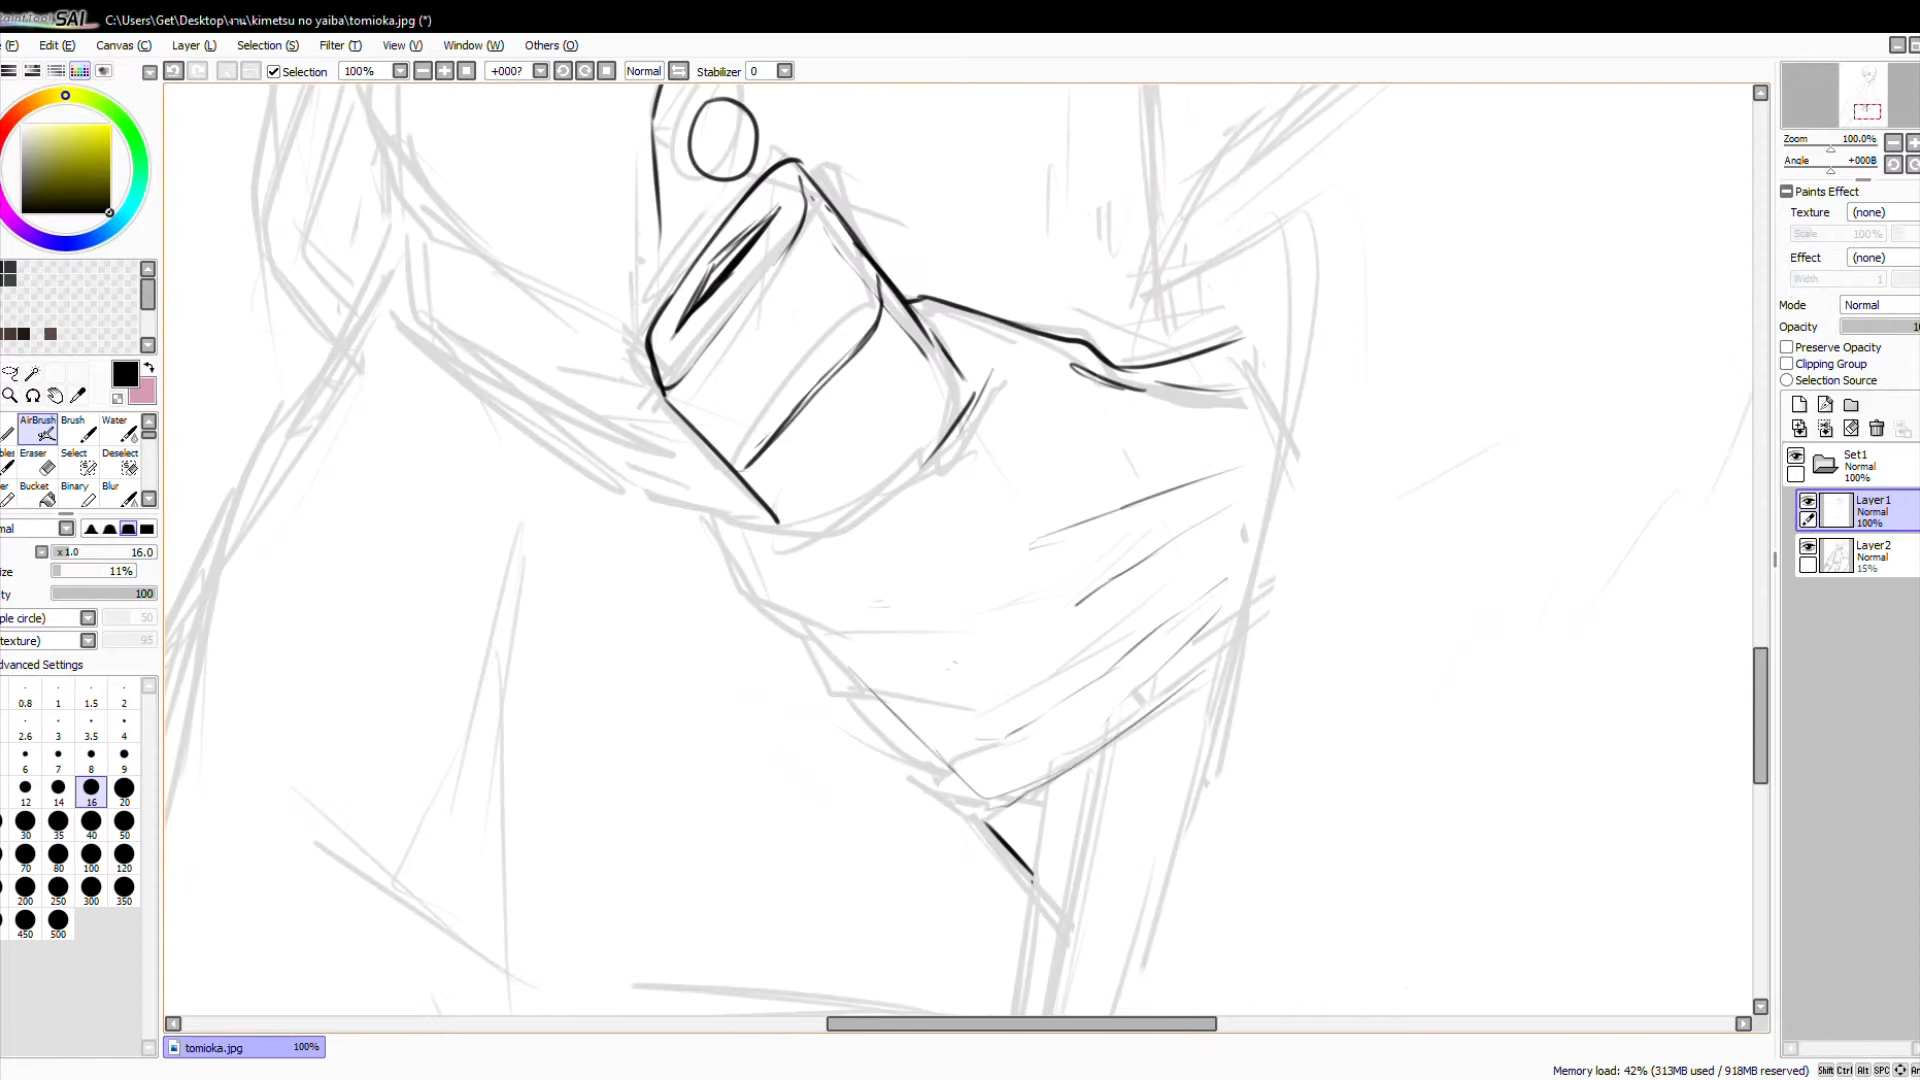 PaintTool SAI C:\Users\Get\Desktop\งาน\kimetsu no yaiba\tomioka.jpg (*)
(F) Edit (E) Canvas (C) Layer (L) Selection (S) Filter (T) View (V) Window (W) Others (O)
Selection 100% +000? Normal Stabilizer 0
Zoom 100.0%
Angle +000B
Paints Effect
Texture (none)
Scale 100%
Effect (none)
Width 1
Mode Normal
Opacity
Preserve Opacity
Clipping Group
Selection Source
AirBrush Brush Water
Eraser Select Deselect
Bucket Binary Blur
x1.0 16.0
11%
100
ple circle) 50
texture) 95
dvanced Settings
0.8 1 1.5 2
2.6 3 3.5 4
6 7 8 9
12 14 16 20
30 35 40 50
70 80 100 120
200 250 300 350
450 500
Set1
Normal
100%
Layer1
Normal
100%
Layer2
Normal
15%
tomioka.jpg 100%
Memory load: 42% (313MB used / 918MB reserved) Shift Ctrl Alt SPC